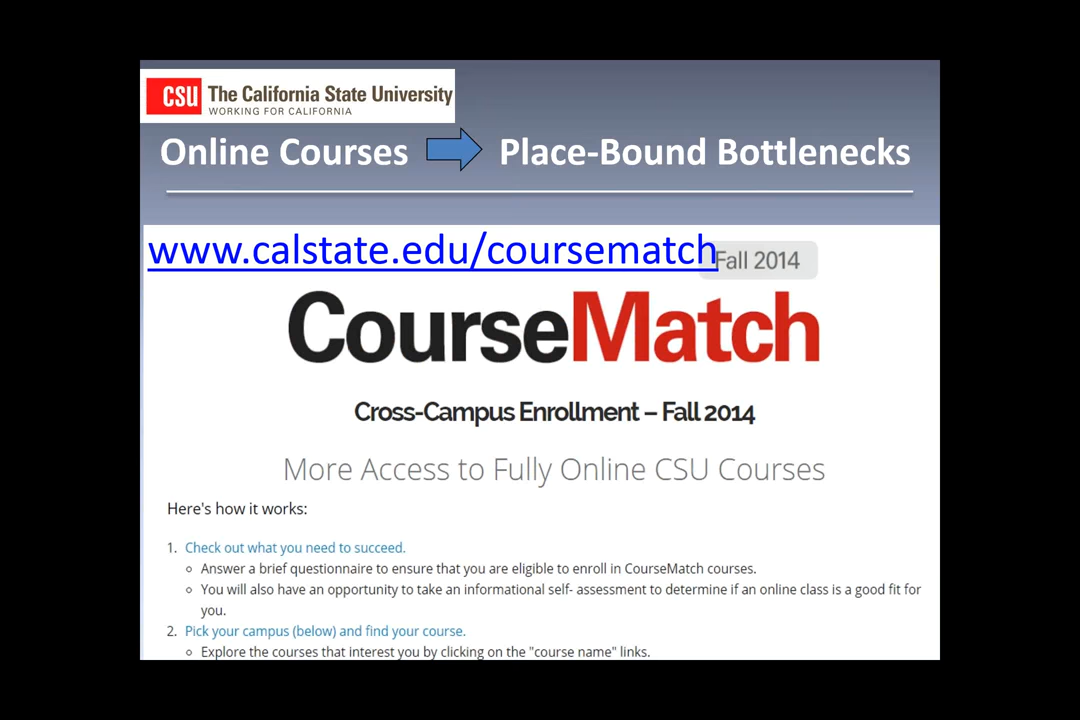 CSU The California State University
WORKING FOR CALIFORNIA
Online Courses Place-Bound Bottlenecks
www.calstate.edu/coursematch
Fall 2014
CourseMatch
Cross-Campus Enrollment – Fall 2014
More Access to Fully Online CSU Courses
Here's how it works:
1. Check out what you need to succeed.
Answer a brief questionnaire to ensure that you are eligible to enroll in CourseMatch courses.
You will also have an opportunity to take an informational self- assessment to determine if an online class is a good fit for
you.
2. Pick your campus (below) and find your course.
Explore the courses that interest you by clicking on the "course name" links.